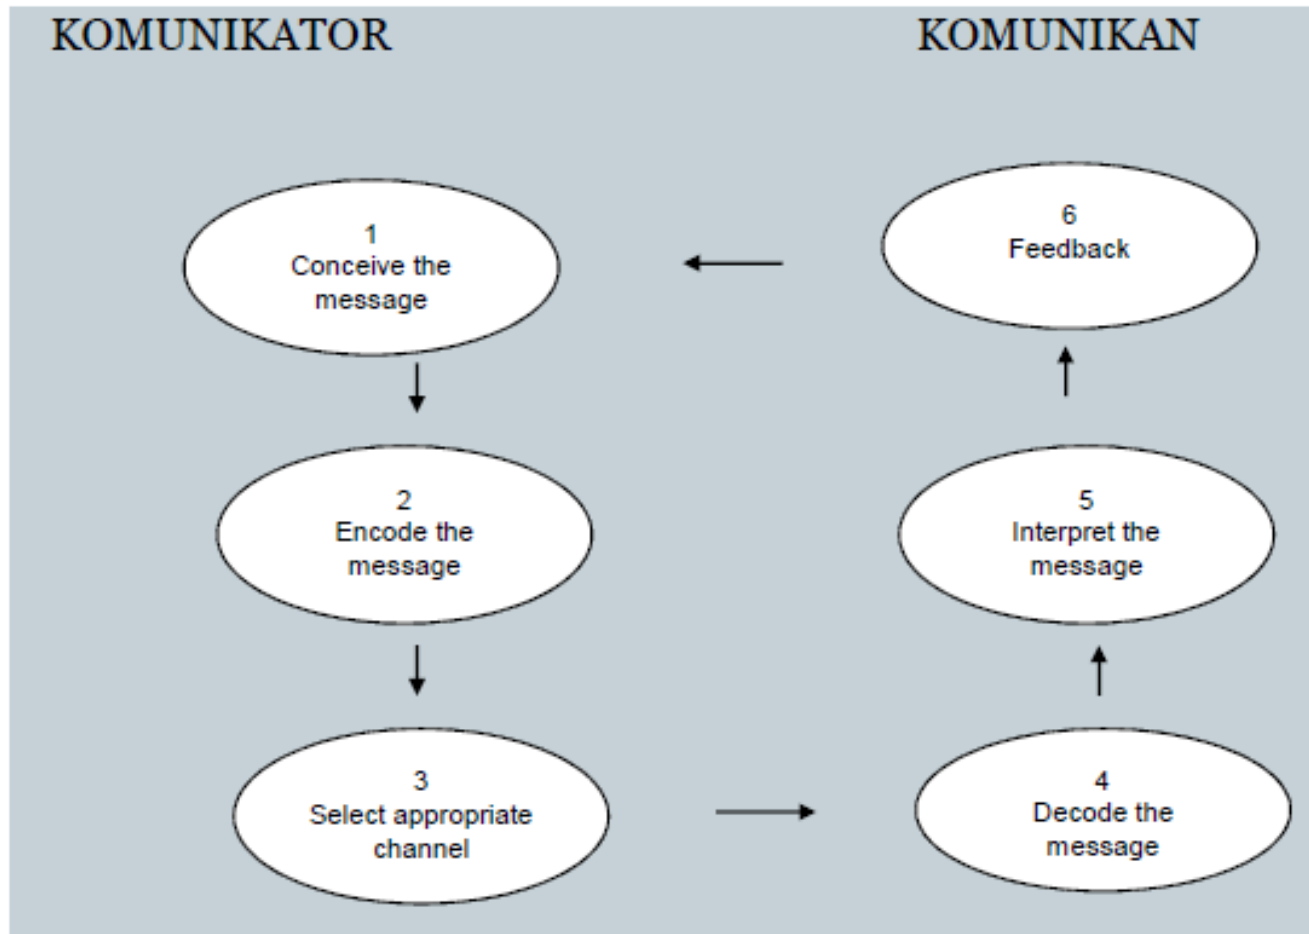 KOMUNIKATOR
KOMUNIKAN
1
Conceive the
message
2
Encode the
message
3
Select appropriate
channel
4
Decode the
message
5
Interpret the
message
6
Feedback